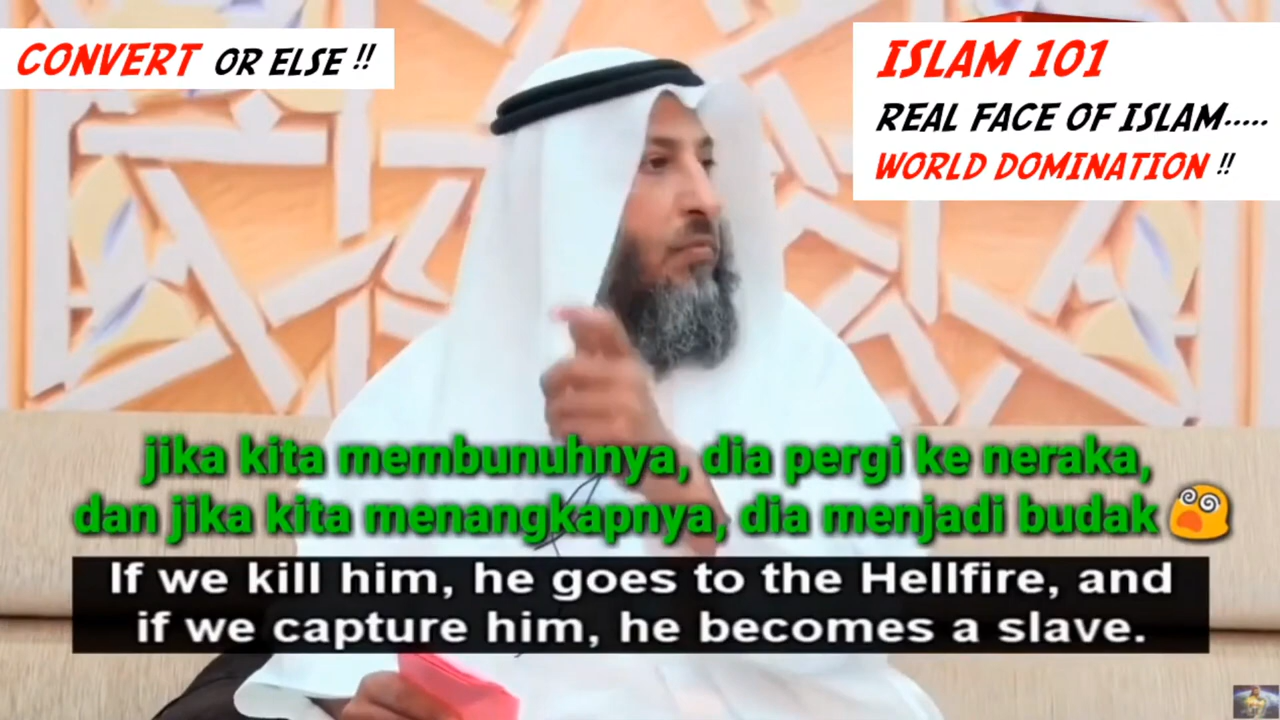 CONVERT OR ELSE !!
ISLAM 101
REAL FACE OF ISLAM.....
WORLD DOMINATION !!
jika kita membunuhnya, dia pergi ke neraka,
dan jika kita menangkapnya, dia menjadi budak
If we kill him, he goes to the Hellfire, and
if we capture him, he becomes a slave.